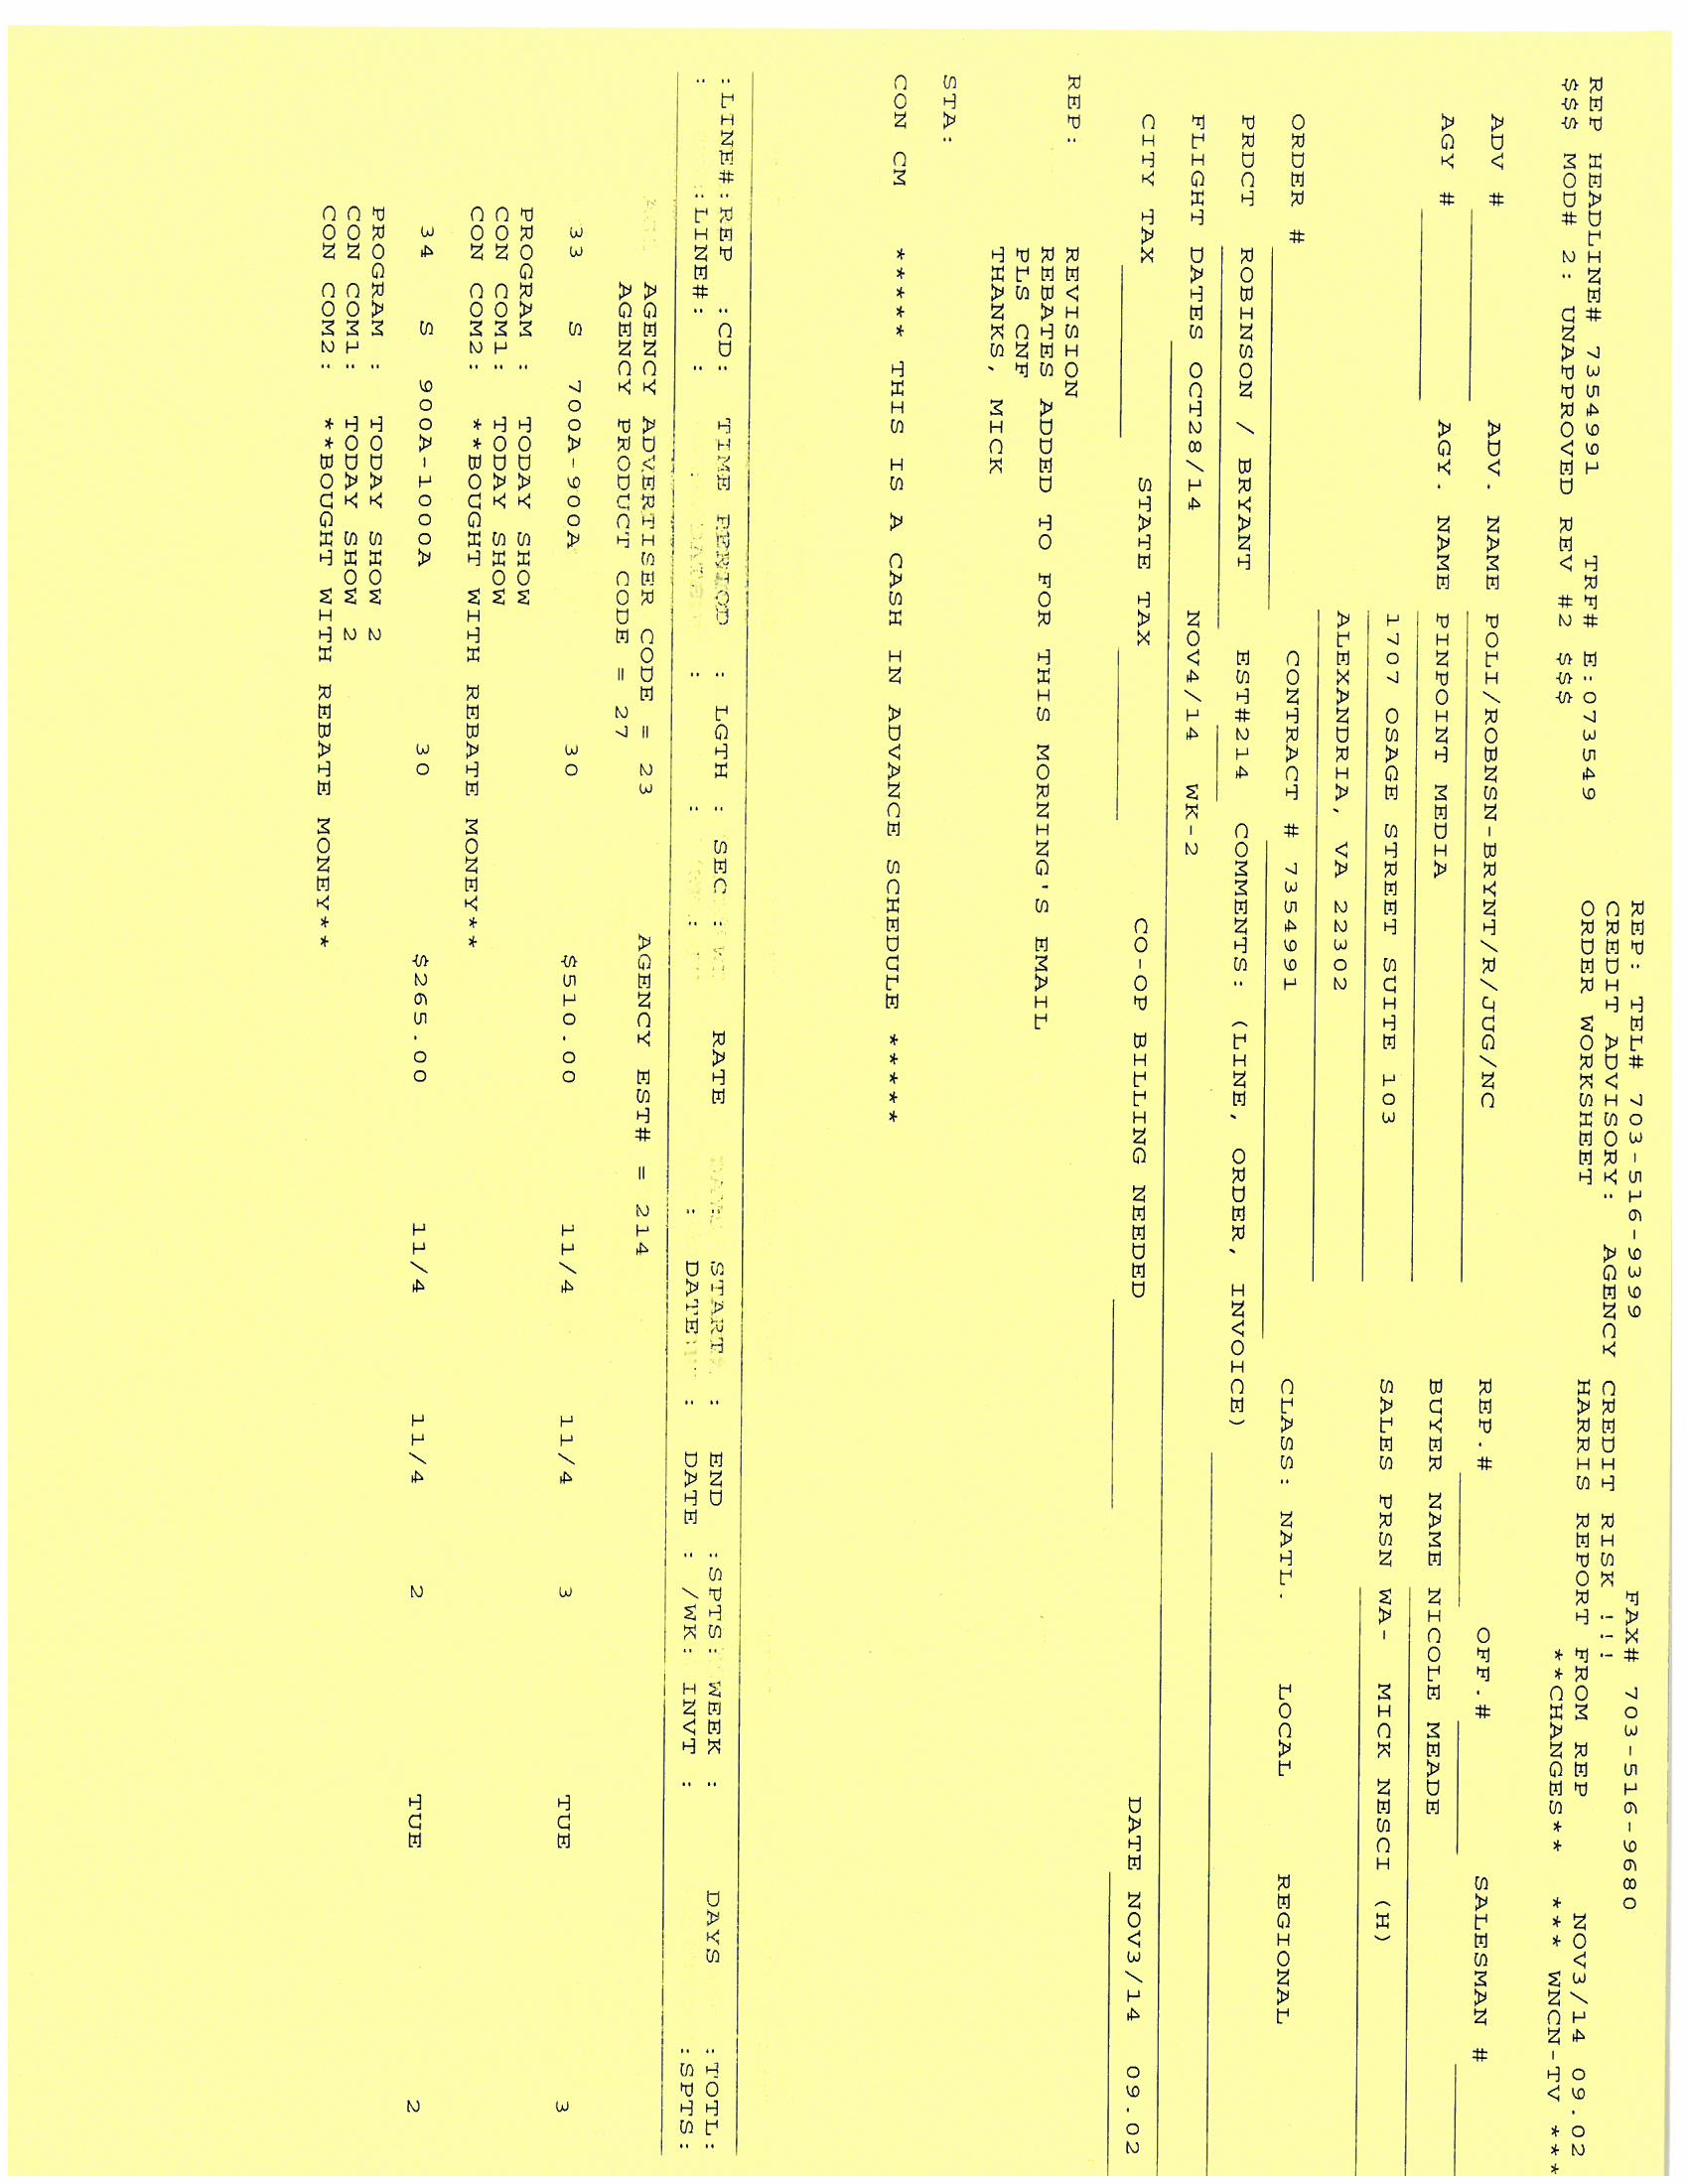 REP: TEL# 703-516-9399 FAX# 703-516-9680
CREDIT ADVISORY: AGENCY CREDIT RISK !!!
REP HEADLINE# 7354991 TRF# E:073549 ORDER WORKSHEET HARRIS REPORT FROM REP NOV3/14 09.02
$$$ MOD# 2: UNAPPROVED REV #2 $$$ **CHANGES** *** WNCN-TV ***
ADV # ADV. NAME POLI/ROBNSN-BRYNT/R/JUG/NC REP.# OFF.# SALESMAN #
AGY # AGY. NAME PINPOINT MEDIA BUYER NAME NICOLE MEADE
1707 OSAGE STREET SUITE 103 SALES PRSN WA- MICK NESCI (H)
ALEXANDRIA, VA 22302
ORDER # CONTRACT # 7354991 CLASS: NATL. LOCAL REGIONAL
PRDCT ROBINSON / BRYANT EST#214 COMMENTS: (LINE, ORDER, INVOICE)
FLIGHT DATES OCT28/14 NOV4/14 WK-2
CITY TAX STATE TAX CO-OP BILLING NEEDED DATE NOV3/14 09.02
REP: REVISION
REBATES ADDED TO FOR THIS MORNING'S EMAIL
PLS CNF
THANKS, MICK
STA:
CON CM ***** THIS IS A CASH IN ADVANCE SCHEDULE *****
:LINE#:REP :CD: TIME PERIOD : LGTH : SEC : RATE START : END :SPTS: WEEK : DAYS :TOTL:
: :LINE#: : : : : : DATE : DATE : /WK: INVT : :SPTS:
AGENCY ADVERTISER CODE = 23 AGENCY EST# = 214
AGENCY PRODUCT CODE = 27
33 S 700A-900A 30 $510.00 11/4 11/4 3 TUE 3
PROGRAM : TODAY SHOW
CON COM1: TODAY SHOW
CON COM2: **BOUGHT WITH REBATE MONEY**
34 S 900A-1000A 30 $265.00 11/4 11/4 2 TUE 2
PROGRAM : TODAY SHOW 2
CON COM1: TODAY SHOW 2
CON COM2: **BOUGHT WITH REBATE MONEY**